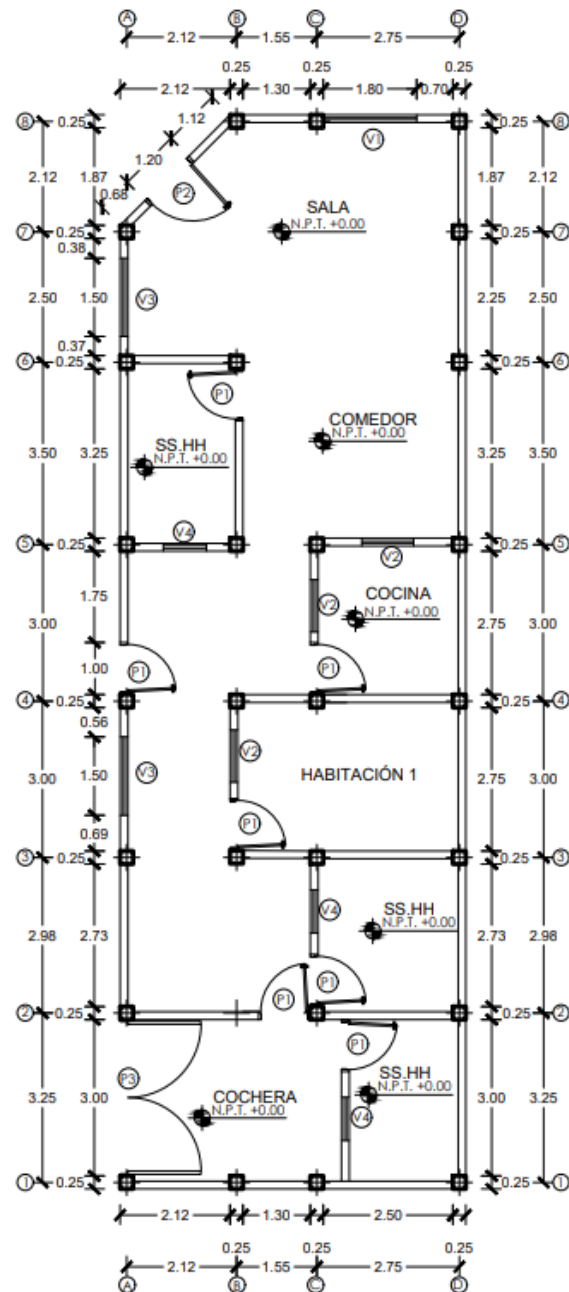 A B C D
2.12 1.55 2.75
0.25 0.25 0.25
2.12 1.30 1.80 0.70
1.12
8 0.25 V1 0.25 8
1.20
2.12 1.87 P2 1.87 2.12
0.68 SALA
7 0.25 N.P.T. +0.00 0.25 7
0.38
2.50 1.50 V3 2.25 2.50
0.37
6 0.25 0.25 6
P1
COMEDOR
N.P.T. +0.00
SS.HH
3.50 3.25 N.P.T. +0.00 3.25 3.50
V4
5 0.25 V2 0.25 5
1.75 V2 COCINA
3.00 N.P.T. +0.00 2.75 3.00
1.00 P1 P1
4 0.25 0.25 4
0.56
V2
3.00 1.50 V3 HABITACIÓN 1 2.75 3.00
0.69 P1
3 0.25 0.25 3
V4 SS.HH
2.98 2.73 N.P.T. +0.00 2.73 2.98
P1 P1
2 0.25 0.25 2
P1
P3 SS.HH
3.25 3.00 COCHERA N.P.T. +0.00 3.00 3.25
N.P.T. +0.00 V4
1 0.25 0.25 1
2.12 1.30 2.50
0.25 0.25 0.25
2.12 1.55 2.75
A B C D